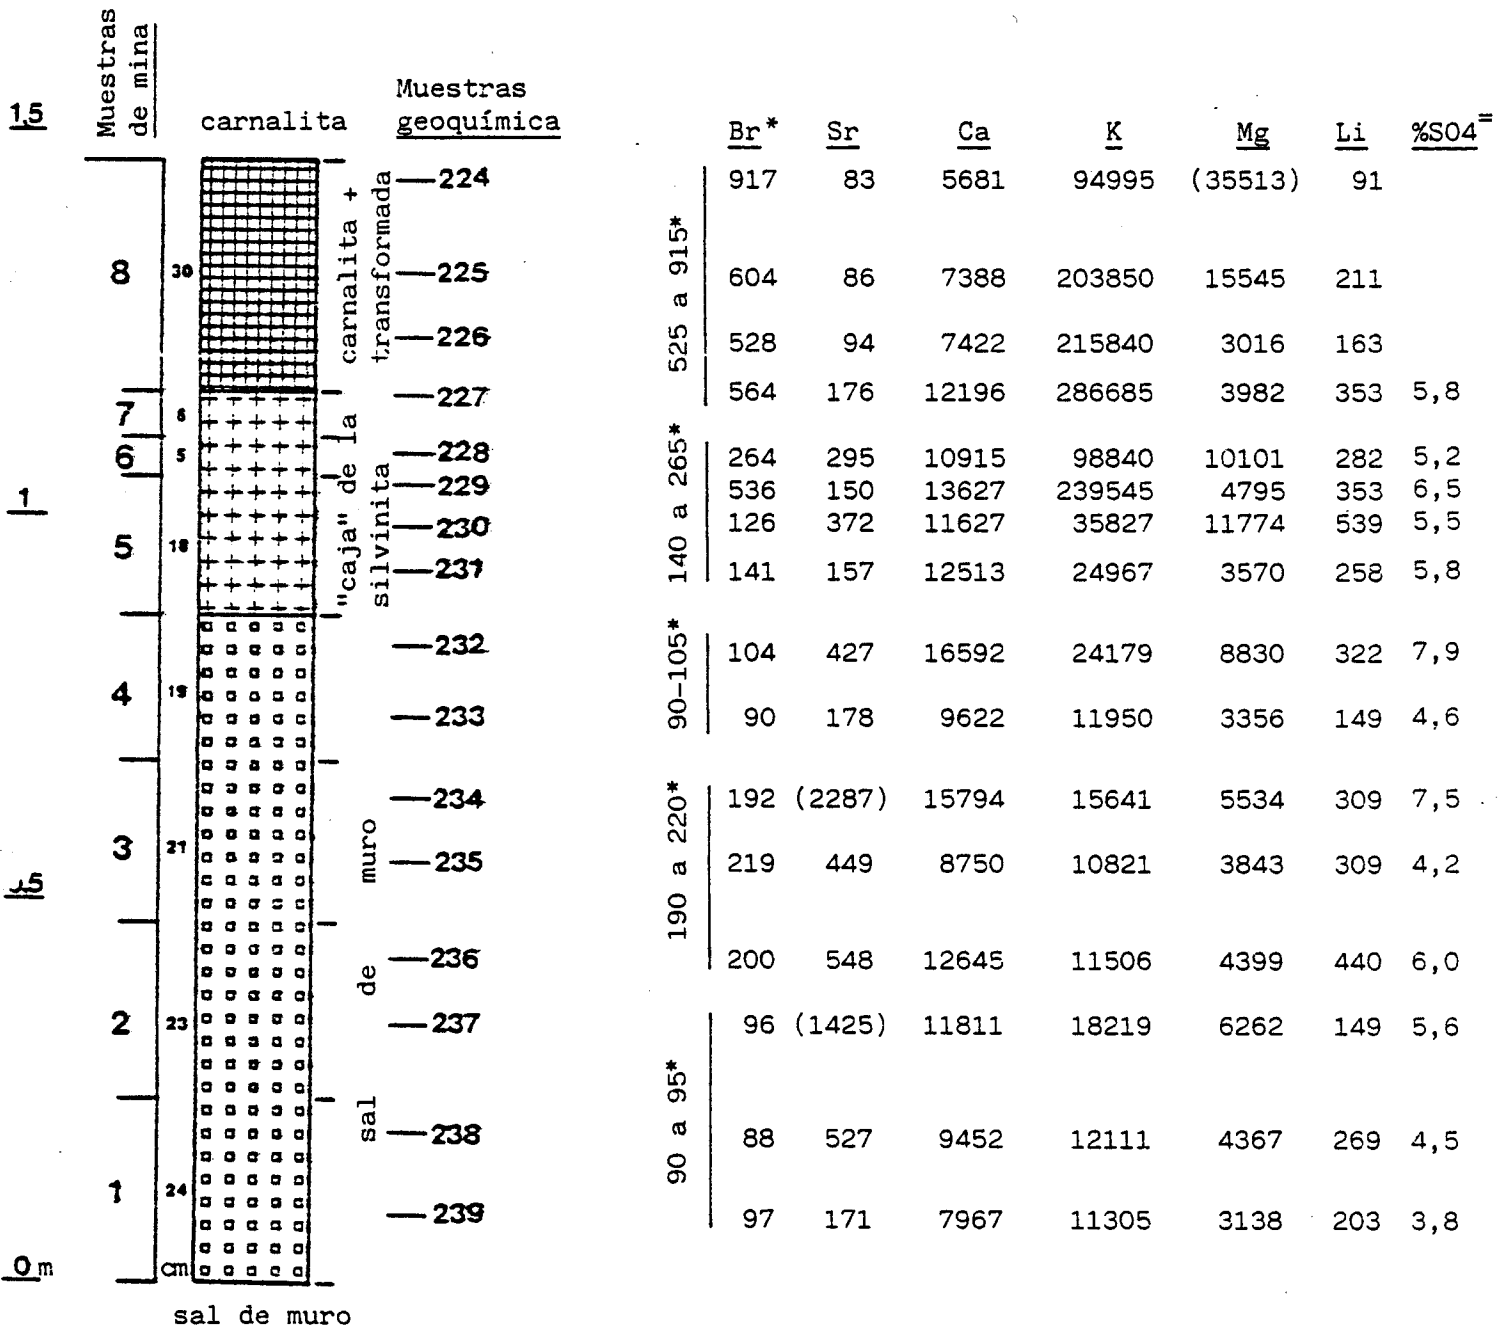 Muestras de mina
Muestras geoquímica
1,5
carnalita
Br* Sr Ca K Mg Li %SO4=
8 30
carnalita + transformada
525 a 915*
224 917 83 5681 94995 (35513) 91
225 604 86 7388 203850 15545 211
226 528 94 7422 215840 3016 163
227 564 176 12196 286685 3982 353 5,8
7 6
6 5
1
5 18
"caja" de la silvinita
140 a 265*
228 264 295 10915 98840 10101 282 5,2
229 536 150 13627 239545 4795 353 6,5
230 126 372 11627 35827 11774 539 5,5
231 141 157 12513 24967 3570 258 5,8
4 19
90-105*
232 104 427 16592 24179 8830 322 7,9
233 90 178 9622 11950 3356 149 4,6
3 21
sal de muro
190 a 220*
234 192 (2287) 15794 15641 5534 309 7,5
235 219 449 8750 10821 3843 309 4,2
236 200 548 12645 11506 4399 440 6,0
2 23
90 a 95*
237 96 (1425) 11811 18219 6262 149 5,6
238 88 527 9452 12111 4367 269 4,5
1 24
239 97 171 7967 11305 3138 203 3,8
0 m
cm
sal de muro